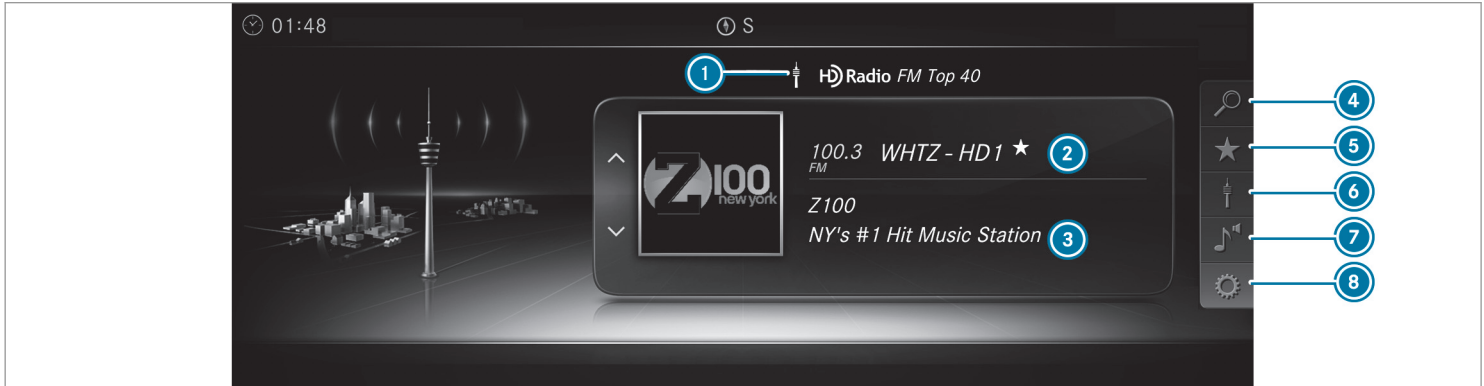 01:48
S
1
HD Radio FM Top 40
4
100.3 WHTZ - HD1 ★ 2
FM
5
Z100 new york
Z100
6
NY's #1 Hit Music Station 3
7
8